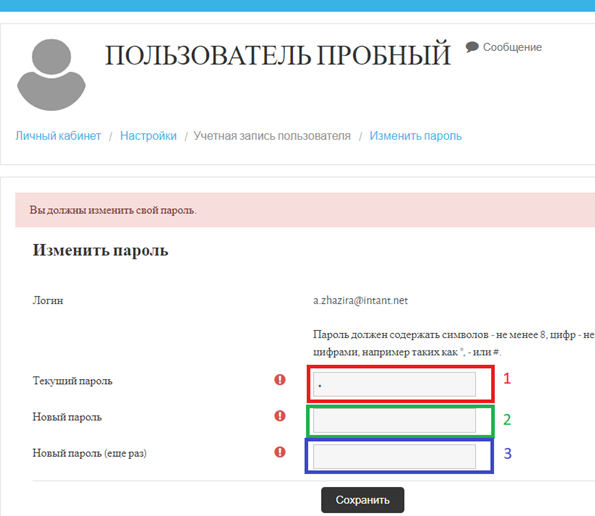 ПОЛЬЗОВАТЕЛЬ ПРОБНЫЙ Сообщение
Личный кабинет / Настройки / Учетная запись пользователя / Изменить пароль
Вы должны изменить свой пароль.
Изменить пароль
Логин a.zhazira@intant.net
Пароль должен содержать символов - не менее 8, цифр - не
цифрами, например таких как *, - или #.
Текущий пароль 1
Новый пароль 2
Новый пароль (еще раз) 3
Сохранить